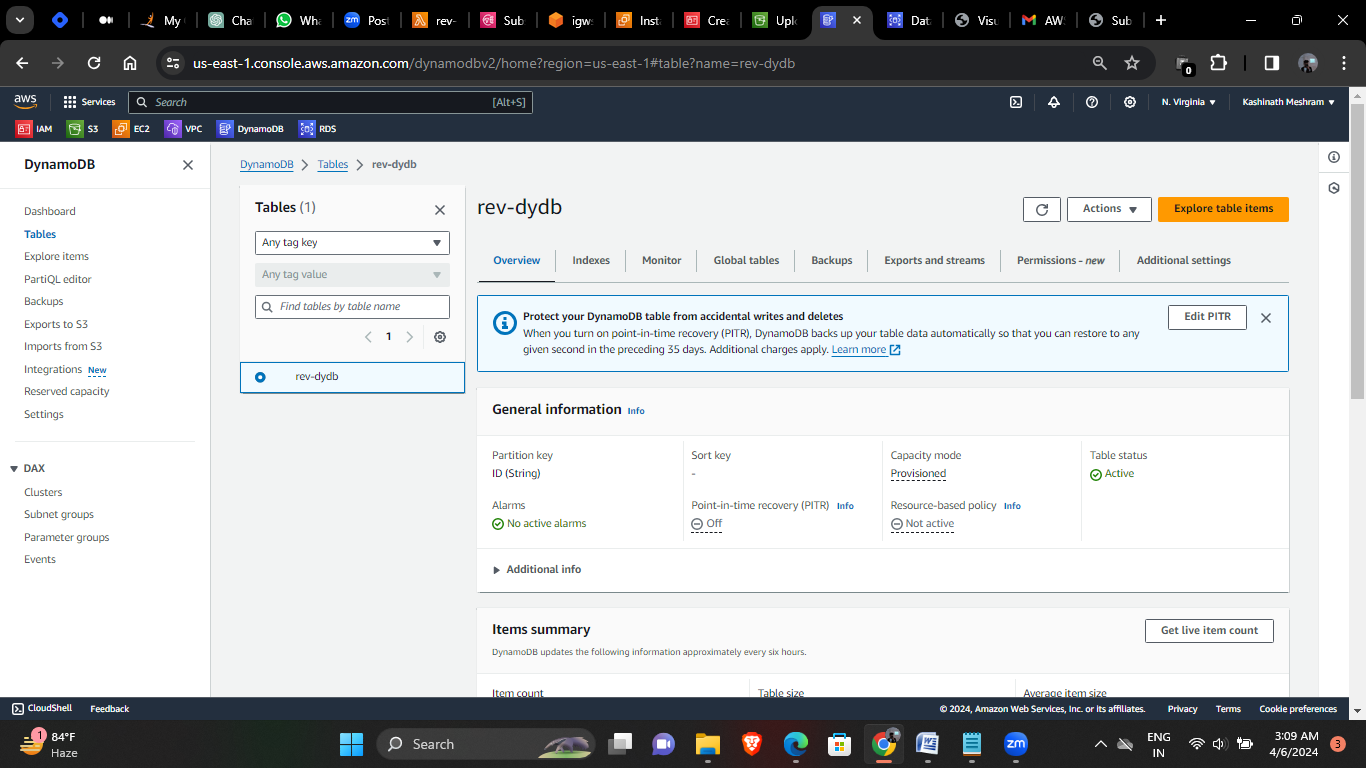 My
Cha
Wha
Post
rev-
Sub
igws
Insta
Crea
Uplo
Data
Visu
AWS
Sub
us-east-1.console.aws.amazon.com/dynamodbv2/home?region=us-east-1#table?name=rev-dydb
0
aws
Services
Search
[Alt+S]
N. Virginia
Kashinath Meshram
IAM
S3
EC2
VPC
DynamoDB
RDS
DynamoDB
Dashboard
Tables
Explore items
PartiQL editor
Backups
Exports to S3
Imports from S3
Integrations New
Reserved capacity
Settings
DAX
Clusters
Subnet groups
Parameter groups
Events
DynamoDB
Tables
rev-dydb
Tables (1)
Any tag key
Any tag value
Find tables by table name
1
rev-dydb
rev-dydb
Actions
Explore table items
Overview
Indexes
Monitor
Global tables
Backups
Exports and streams
Permissions - new
Additional settings
Protect your DynamoDB table from accidental writes and deletes
When you turn on point-in-time recovery (PITR), DynamoDB backs up your table data automatically so that you can restore to any
given second in the preceding 35 days. Additional charges apply. Learn more
Edit PITR
General information Info
Partition key
ID (String)
Sort key
-
Capacity mode
Provisioned
Table status
Active
Alarms
No active alarms
Point-in-time recovery (PITR) Info
Off
Resource-based policy Info
Not active
Additional info
Items summary
Get live item count
DynamoDB updates the following information approximately every six hours.
Item count
Table size
Average item size
CloudShell
Feedback
© 2024, Amazon Web Services, Inc. or its affiliates.
Privacy
Terms
Cookie preferences
1
84°F
Haze
Search
zm
ENG
IN
3:09 AM
4/6/2024
3